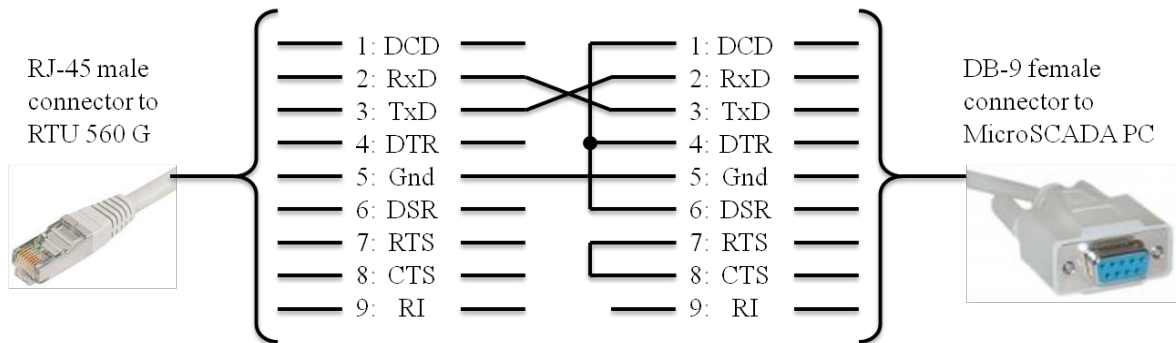 RJ-45 male
connector to
RTU 560 G
1: DCD
2: RxD
3: TxD
4: DTR
5: Gnd
6: DSR
7: RTS
8: CTS
9: RI
1: DCD
2: RxD
3: TxD
4: DTR
5: Gnd
6: DSR
7: RTS
8: CTS
9: RI
DB-9 female
connector to
MicroSCADA PC